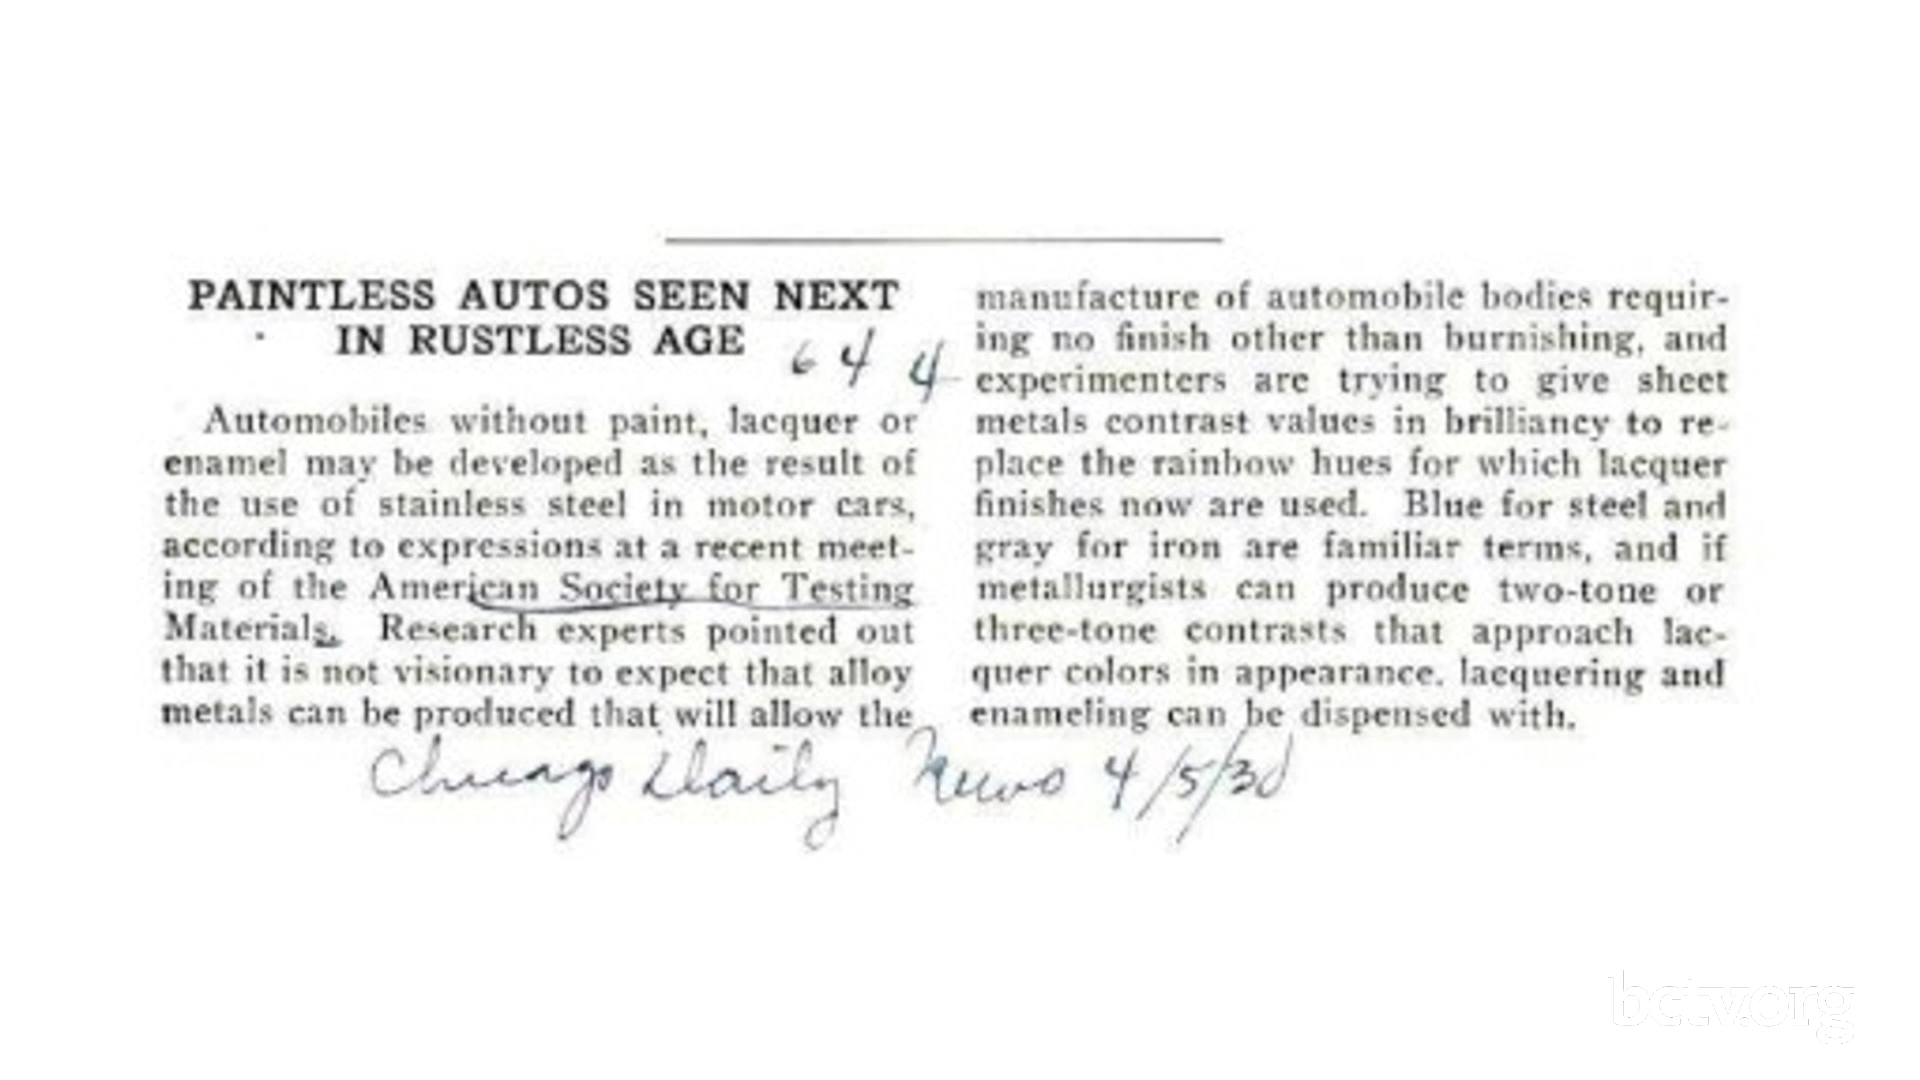 PAINTLESS AUTOS SEEN NEXT
IN RUSTLESS AGE
644
Automobiles without paint, lacquer or
enamel may be developed as the result of
the use of stainless steel in motor cars,
according to expressions at a recent meet-
ing of the American Society for Testing
Materials. Research experts pointed out
that it is not visionary to expect that alloy
metals can be produced that will allow the
manufacture of automobile bodies requir-
ing no finish other than burnishing, and
experimenters are trying to give sheet
metals contrast values in brilliancy to re-
place the rainbow hues for which lacquer
finishes now are used. Blue for steel and
gray for iron are familiar terms, and if
metallurgists can produce two-tone or
three-tone contrasts that approach lac-
quer colors in appearance, lacquering and
enameling can be dispensed with.
Chicago Daily News 4/5/30
bctv.org